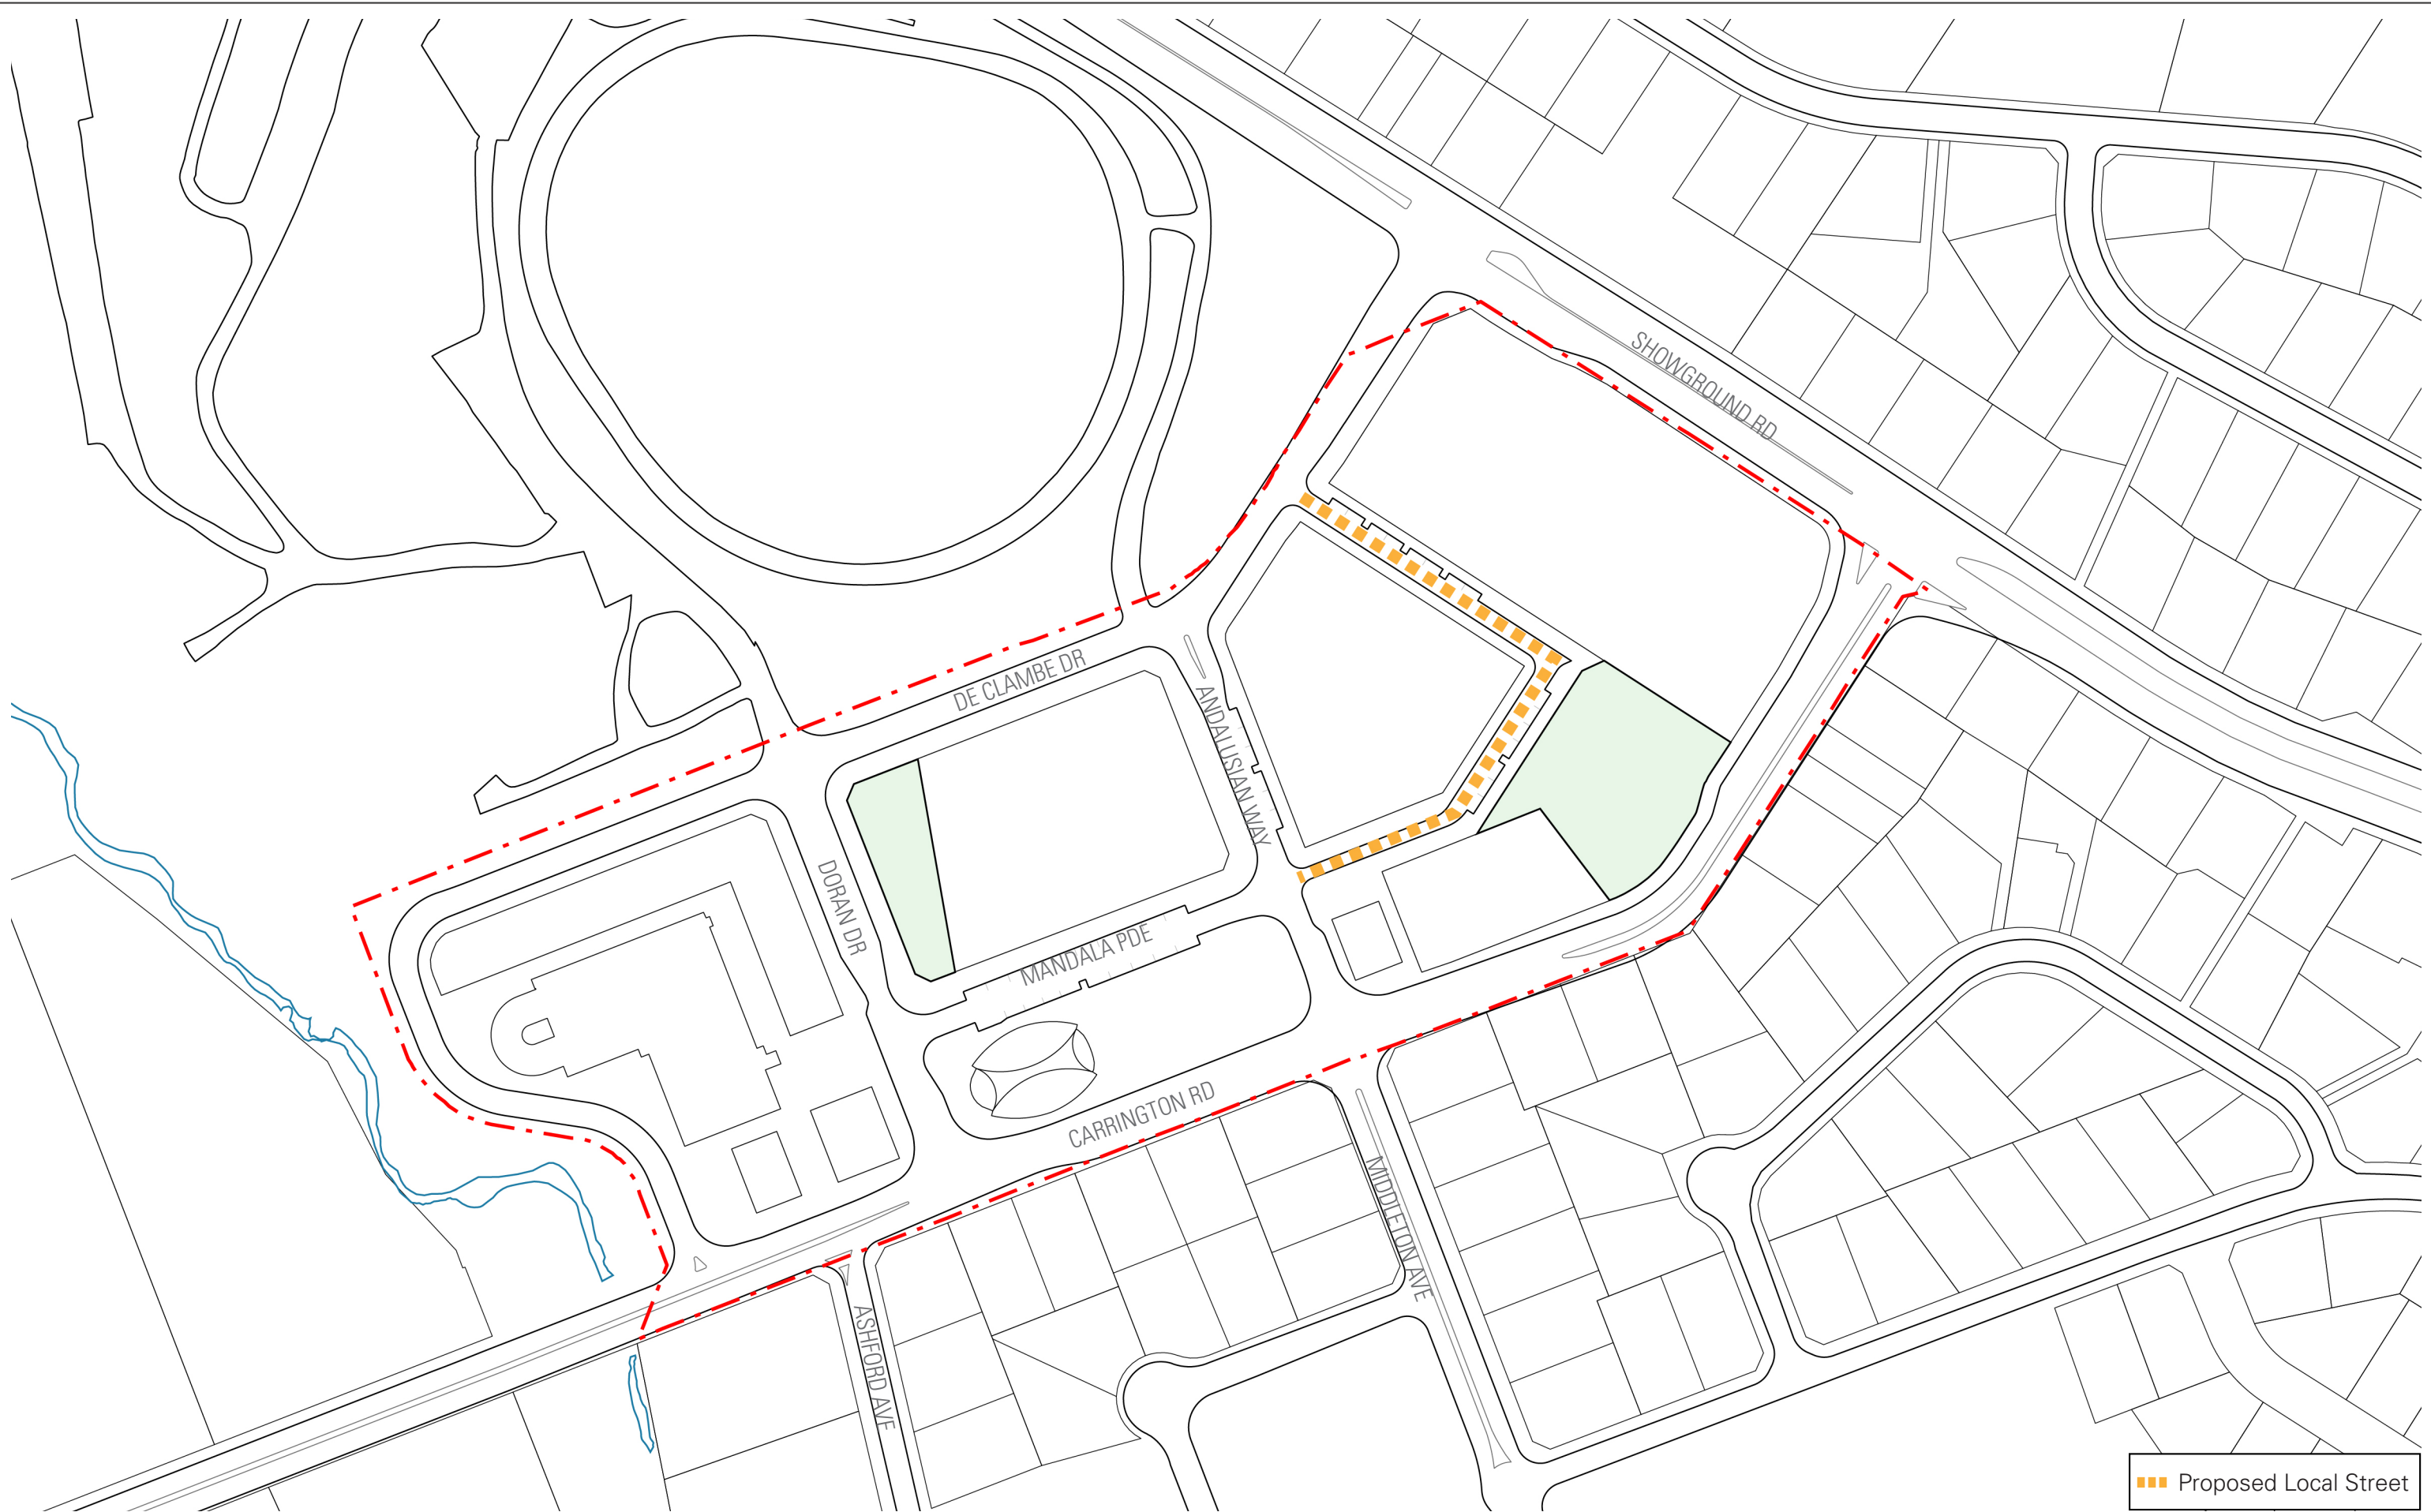 SHOWGROUND RD
DE CLAMBE DR
ANDALUSIAN WAY
DORAN DR
MANDALA PDE
CARRINGTON RD
MIDDLETON AVE
ASHFORD AVE
Proposed Local Street